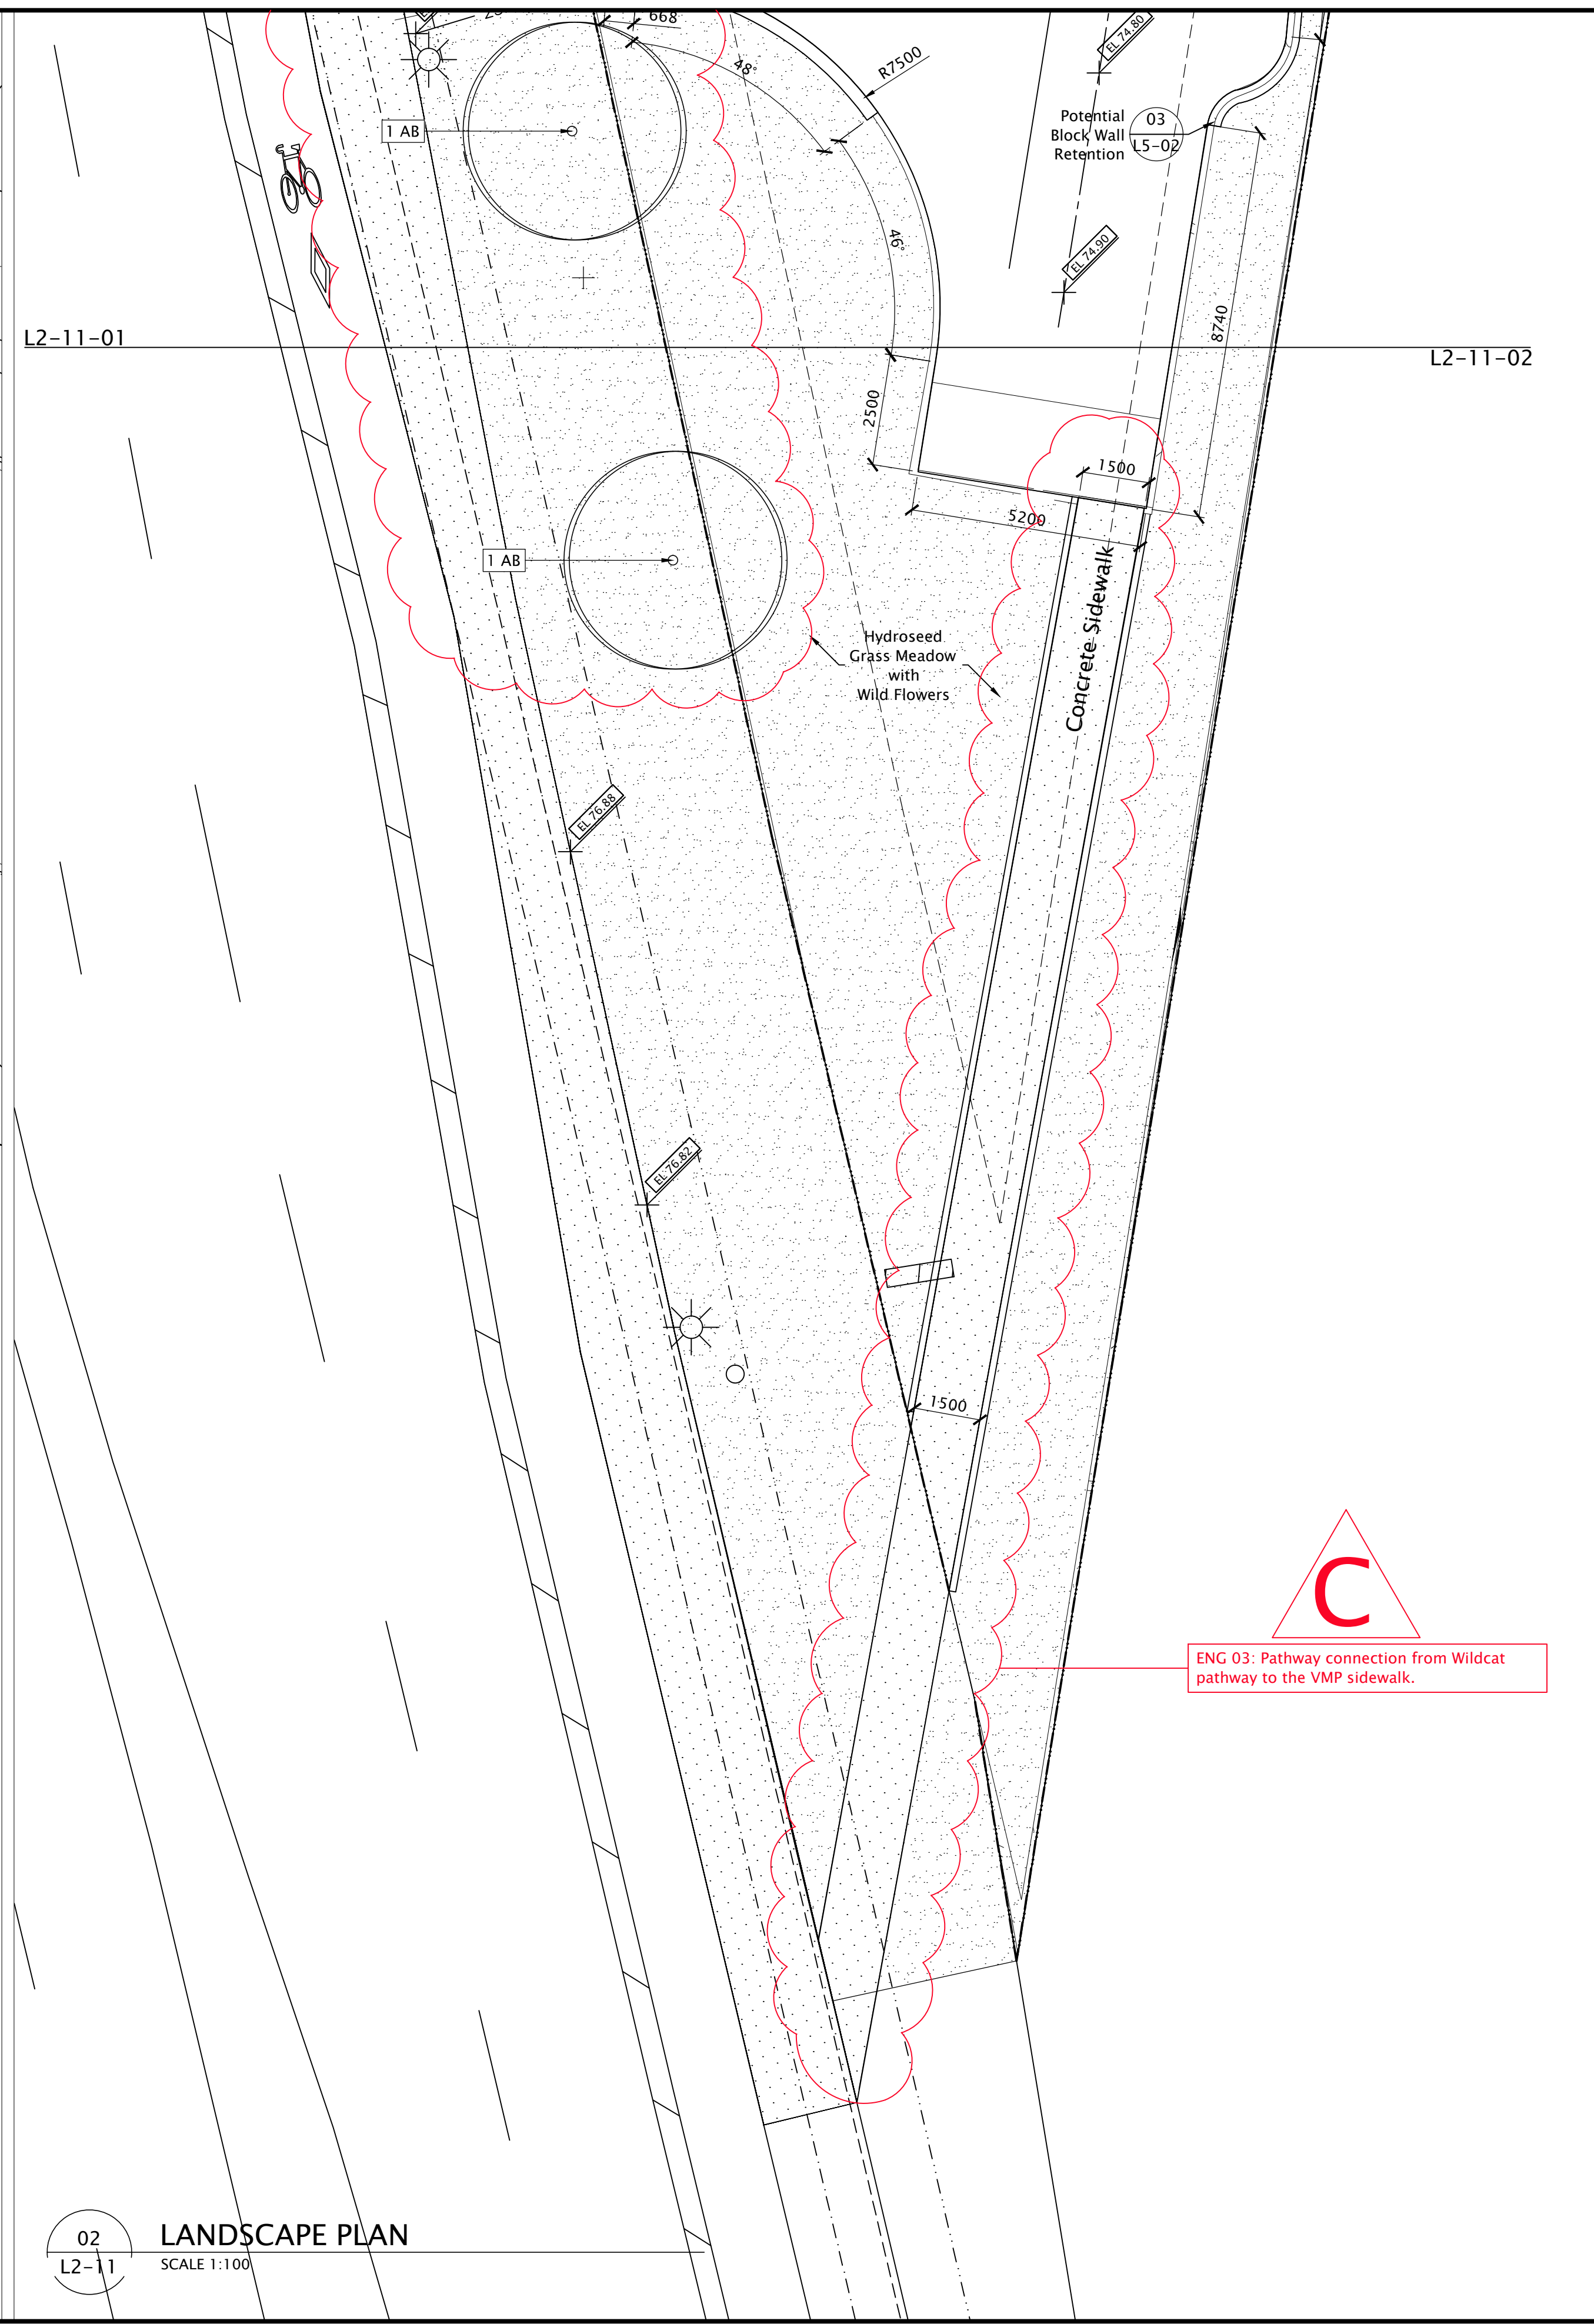 668
48°
R7500
EL 74.80
1 AB
Potential
Block Wall
Retention
03
L5-02
46°
EL 74.90
8740
L2-11-01
L2-11-02
2500
1500
5200
1 AB
Concrete Sidewalk
Hydroseed
Grass Meadow
with
Wild Flowers
EL 76.88
EL 76.82
1500
C
ENG 03: Pathway connection from Wildcat
pathway to the VMP sidewalk.
02
L2-11
LANDSCAPE PLAN
SCALE 1:100